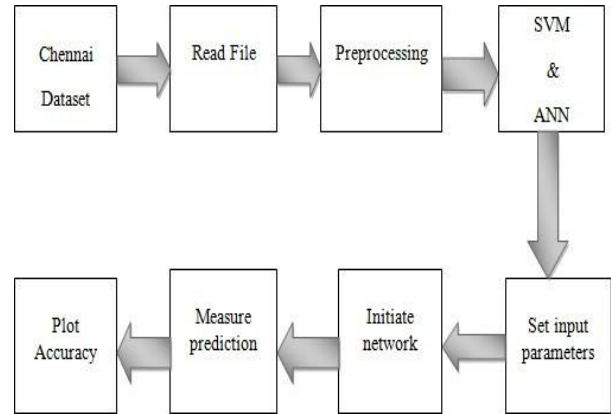 Chennai
Dataset
Read File
Preprocessing
SVM
&
ANN
Set input
parameters
Initiate
network
Measure
prediction
Plot
Accuracy